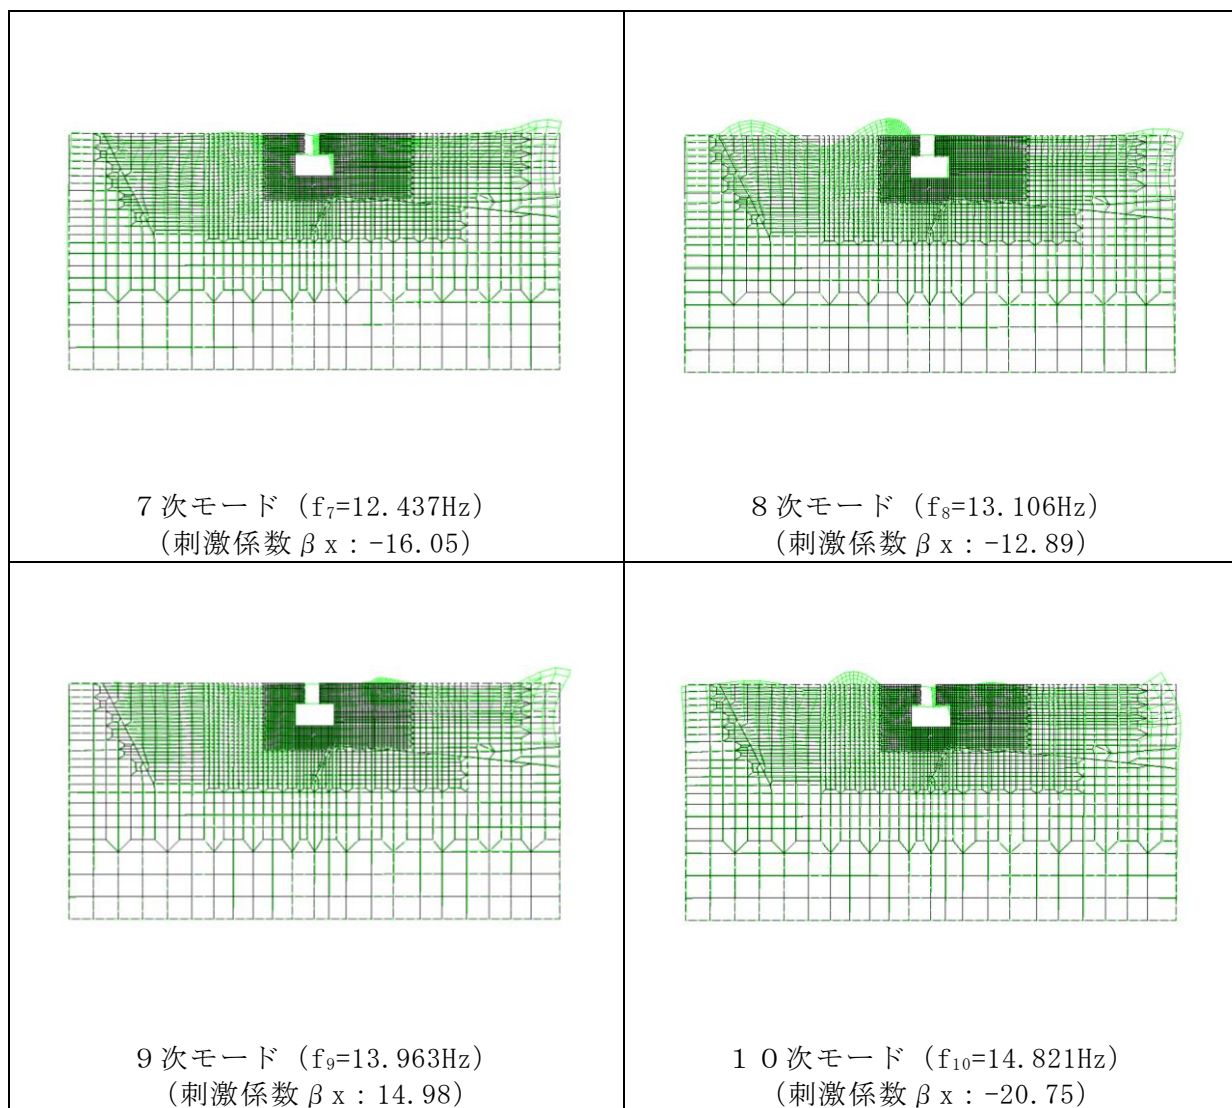 7次モード (f₇=12.437Hz)
(刺激係数βx:-16.05)
8次モード (f₈=13.106Hz)
(刺激係数βx:-12.89)
9次モード (f₉=13.963Hz)
(刺激係数βx:14.98)
10次モード (f₁₀=14.821Hz)
(刺激係数βx:-20.75)